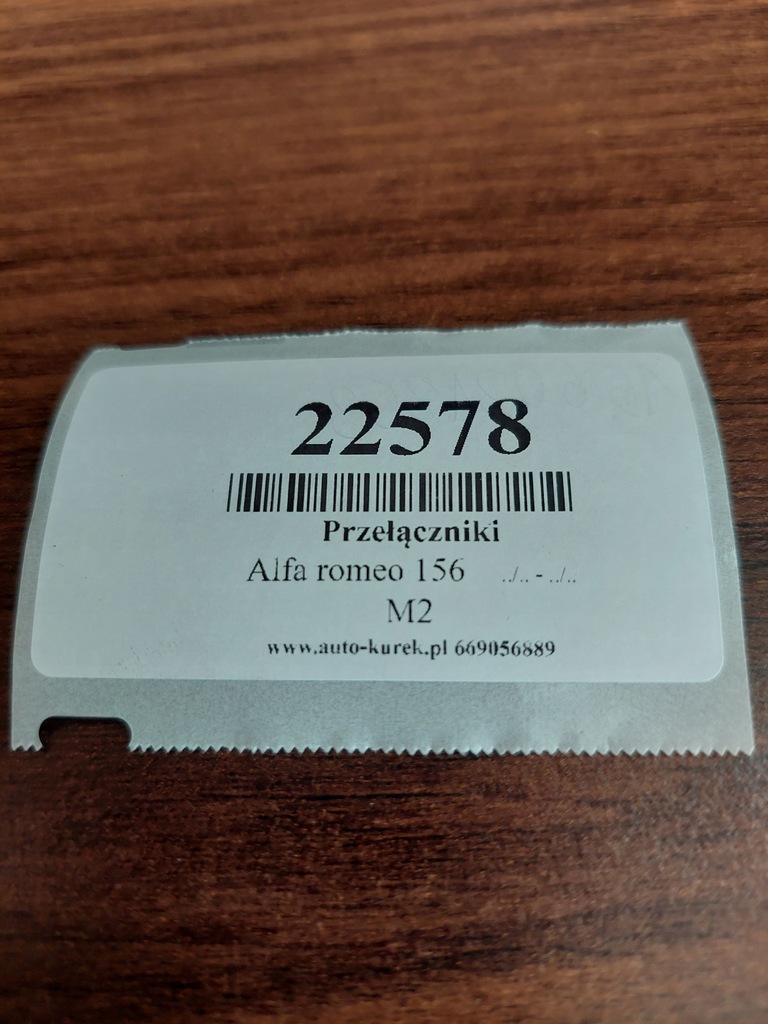 22578
Przełączniki
Alfa romeo 156 ../.. - ../..
M2
www.auto-kurek.pl 669056889